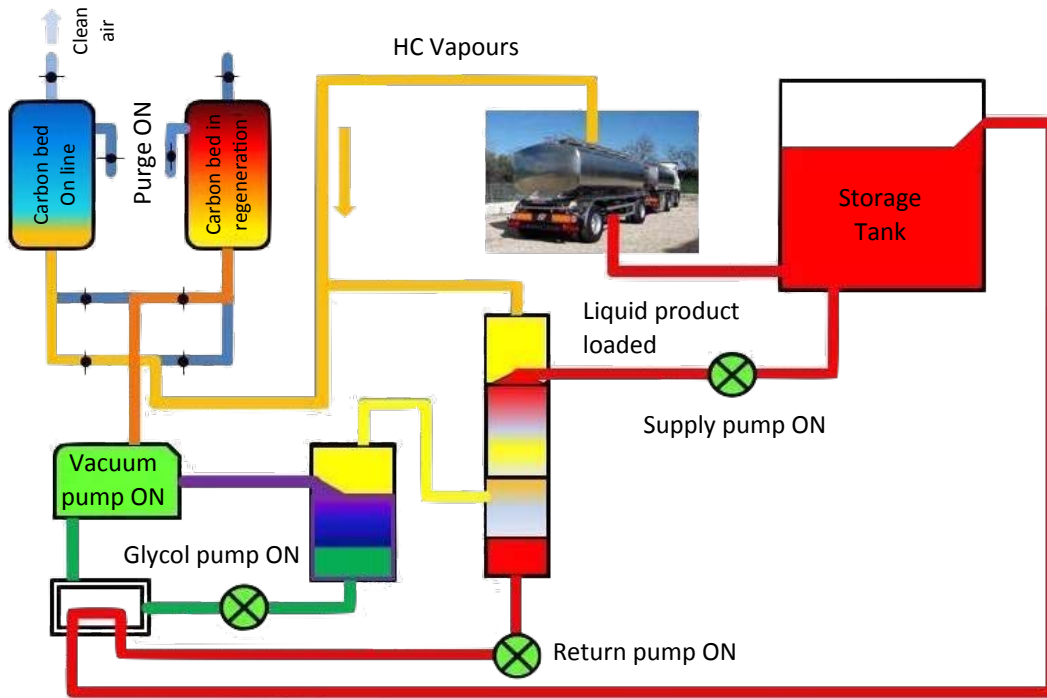 Clean
air
HC Vapours
Carbon bed
On line
Purge ON
Carbon bed in
regeneration
Storage
Tank
Liquid product
loaded
Supply pump ON
Vacuum
pump ON
Glycol pump ON
Return pump ON